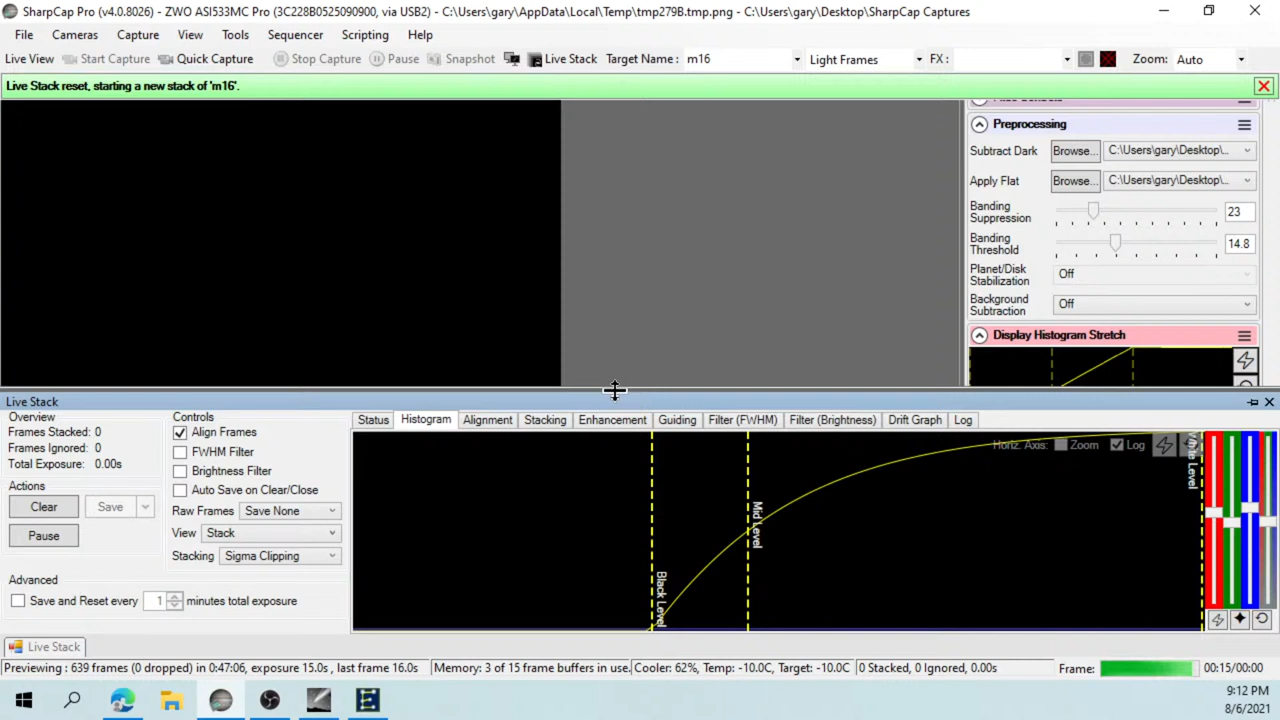 SharpCap Pro (v4.0.8026) - ZWO ASI533MC Pro (3C228B0525090900, via USB2) - C:\Users\gary\AppData\Local\Temp\tmp279B.tmp.png - C:\Users\gary\Desktop\SharpCap Captures
File Cameras Capture View Tools Sequencer Scripting Help
Live View Start Capture Quick Capture Stop Capture Pause Snapshot Live Stack Target Name : m16 Light Frames FX : Zoom: Auto
Live Stack reset, starting a new stack of 'm16'.
Preprocessing
Subtract Dark Browse... C:\Users\gary\Desktop\...
Apply Flat Browse... C:\Users\gary\Desktop\...
Banding
Suppression 23
Banding
Threshold 14.8
Planet/Disk
Stabilization Off
Background
Subtraction Off
Display Histogram Stretch
Live Stack
Overview
Frames Stacked: 0
Frames Ignored: 0
Total Exposure: 0.00s
Actions
Clear Save
Pause
Controls
Align Frames
FWHM Filter
Brightness Filter
Auto Save on Clear/Close
Raw Frames Save None
View Stack
Stacking Sigma Clipping
Advanced
Save and Reset every 1 minutes total exposure
Status Histogram Alignment Stacking Enhancement Guiding Filter (FWHM) Filter (Brightness) Drift Graph Log
Horiz. Axis: Zoom Log
Black Level
Mid Level
White Level
Live Stack
Previewing : 639 frames (0 dropped) in 0:47:06, exposure 15.0s , last frame 16.0s Memory: 3 of 15 frame buffers in use. Cooler: 62%, Temp: -10.0C, Target: -10.0C 0 Stacked, 0 Ignored, 0.00s Frame: 00:15/00:00
9:12 PM
8/6/2021